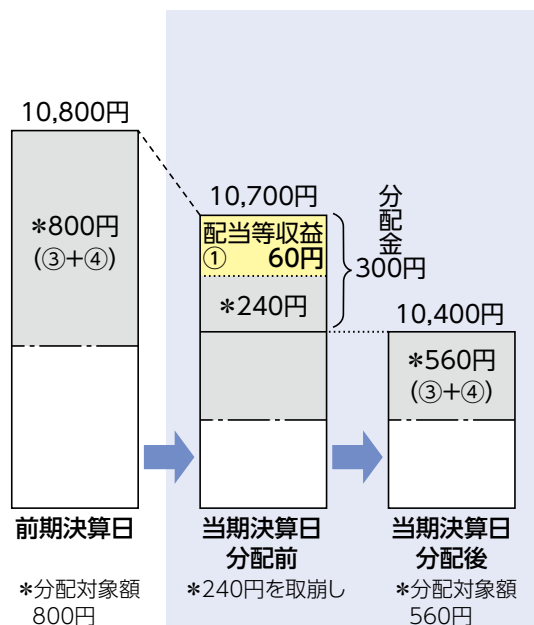 10,800円
*800円
(③+④)
10,700円
配当等収益
① 60円
*240円
分配金
300円
10,400円
*560円
(③+④)
前期決算日
当期決算日
分配前
当期決算日
分配後
*分配対象額
800円
*240円を取崩し
*分配対象額
560円